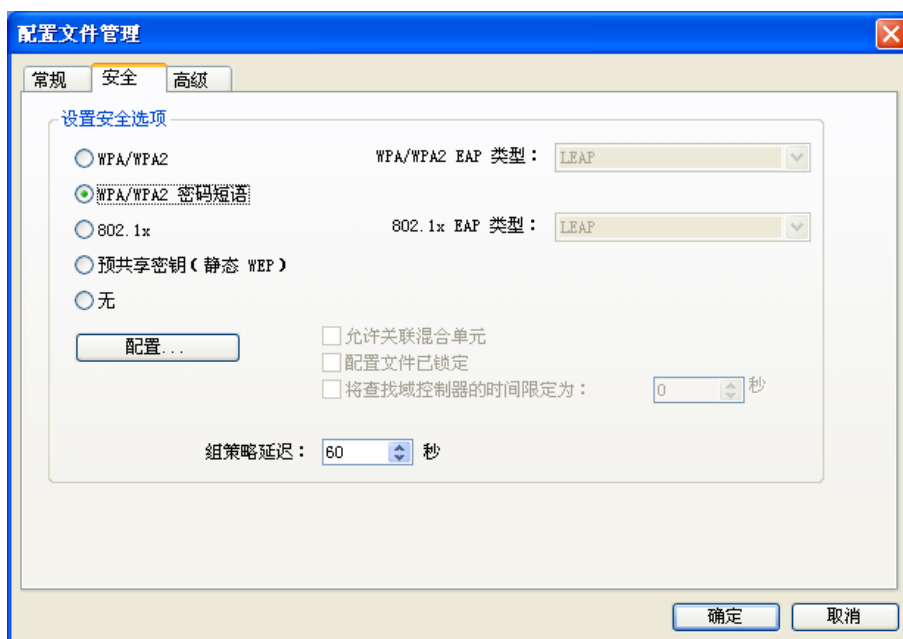 配置文件管理
常规 安全 高级
设置安全选项
WPA/WPA2 WPA/WPA2 EAP 类型： LEAP
WPA/WPA2 密码短语
802.1x 802.1x EAP 类型： LEAP
预共享密钥(静态 WEP)
无
配置... 允许关联混合单元
配置文件已锁定
将查找域控制器的时间限定为： 0 秒
组策略延迟： 60 秒
确定 取消